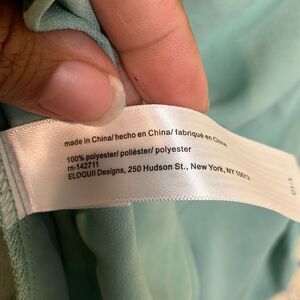 made in China/ hecho en China/ fabriqué en Chine
100% polyester/ poliéster/ polyester
rn-142711
ELOQUII Designs, 250 Hudson St., New York, NY 10013